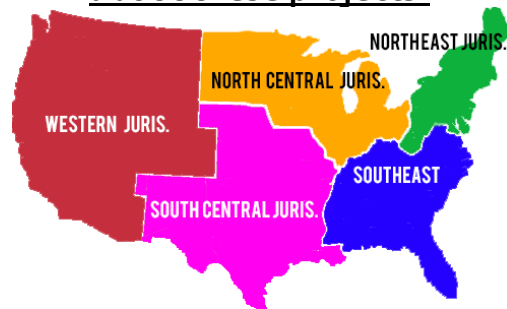 NORTHEAST JURIS.
NORTH CENTRAL JURIS.
WESTERN JURIS.
SOUTHEAST
SOUTH CENTRAL JURIS.